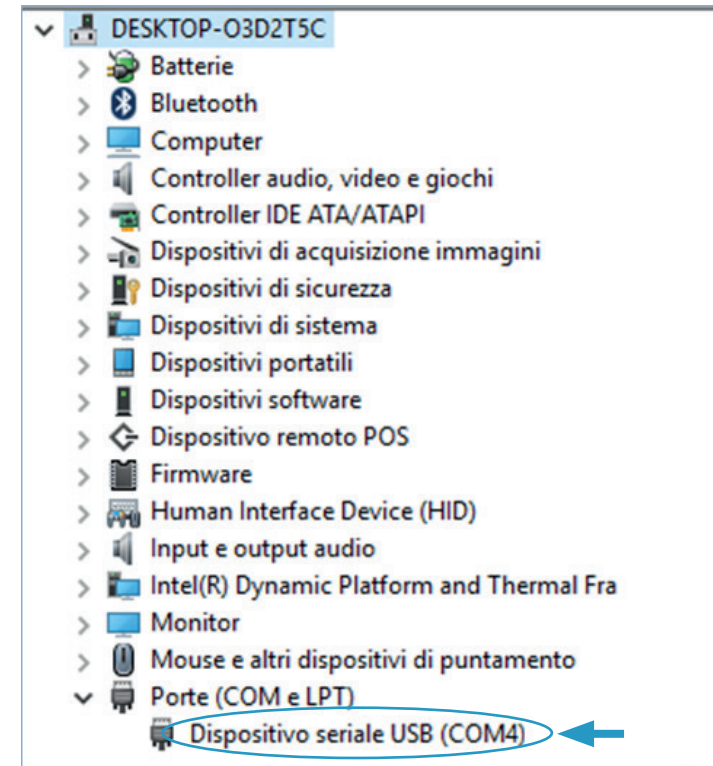 DESKTOP-O3D2T5C
Batterie
Bluetooth
Computer
Controller audio, video e giochi
Controller IDE ATA/ATAPI
Dispositivi di acquisizione immagini
Dispositivi di sicurezza
Dispositivi di sistema
Dispositivi portatili
Dispositivi software
Dispositivo remoto POS
Firmware
Human Interface Device (HID)
Input e output audio
Intel(R) Dynamic Platform and Thermal Fra
Monitor
Mouse e altri dispositivi di puntamento
Porte (COM e LPT)
Dispositivo seriale USB (COM4)